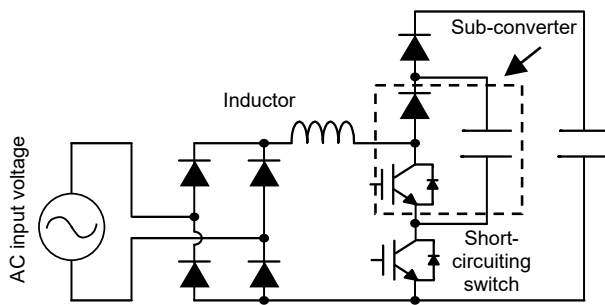 Sub-converter
Inductor
AC input voltage
Short-
circuiting
switch